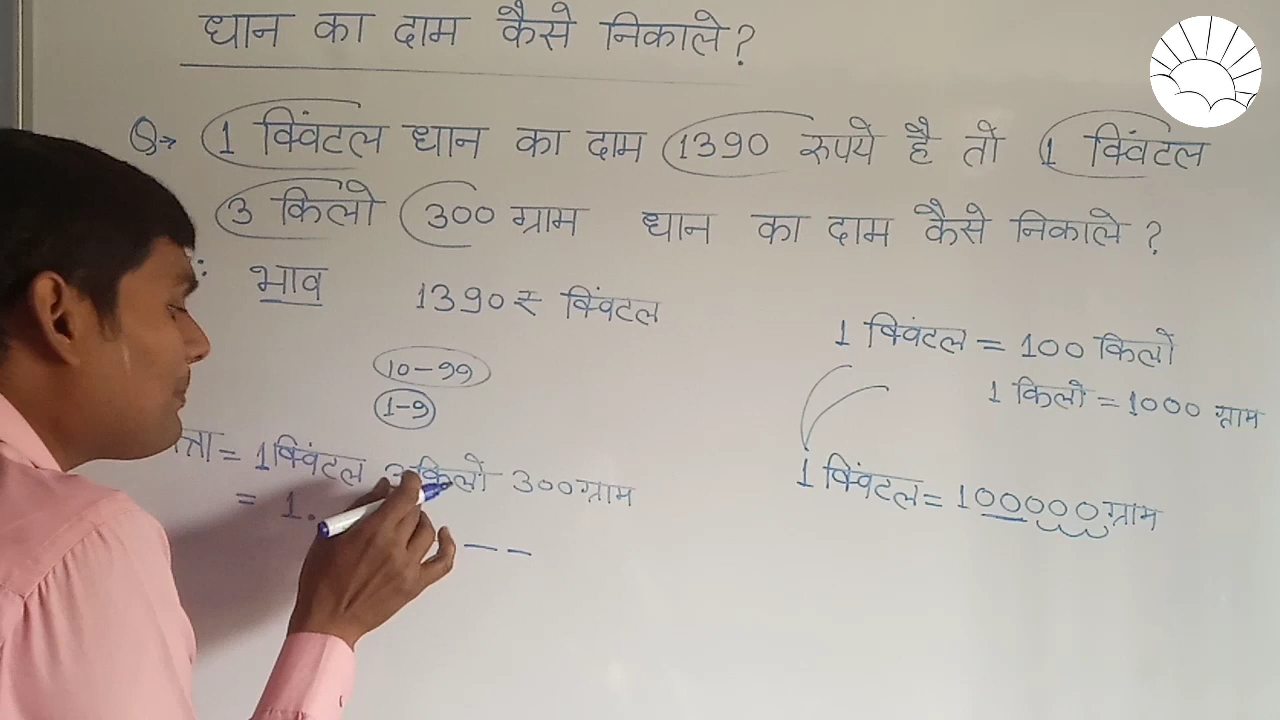 धान का दाम कैसे निकाले?
Q→ 1 क्विंटल धान का दाम 1390 रुपये है तो 1 क्विंटल
3 किलो 300 ग्राम धान का दाम कैसे निकाले?
भाव 1390 ₹ क्विंटल
1 क्विंटल = 100 किलो
10-99
1 किलो = 1000 ग्राम
1-9
= 1 क्विंटल 3 किलो 300 ग्राम
1 क्विंटल = 100000 ग्राम
= 1.